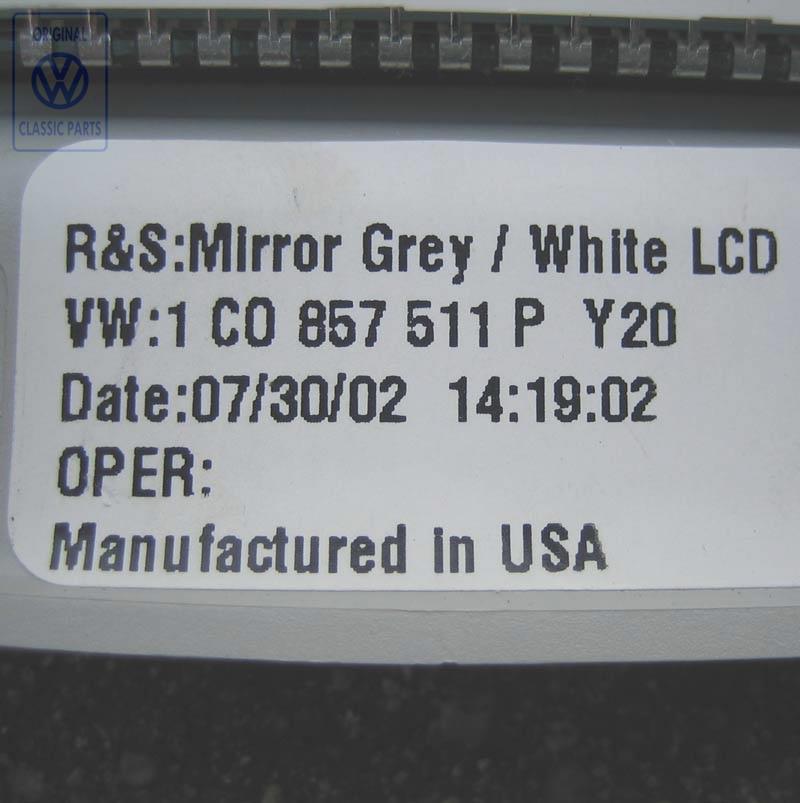 ORIGINAL
CLASSIC PARTS
R&S:Mirror Grey / White LCD
VW:1 C0 857 511 P Y20
Date:07/30/02 14:19:02
OPER:
Manufactured in USA